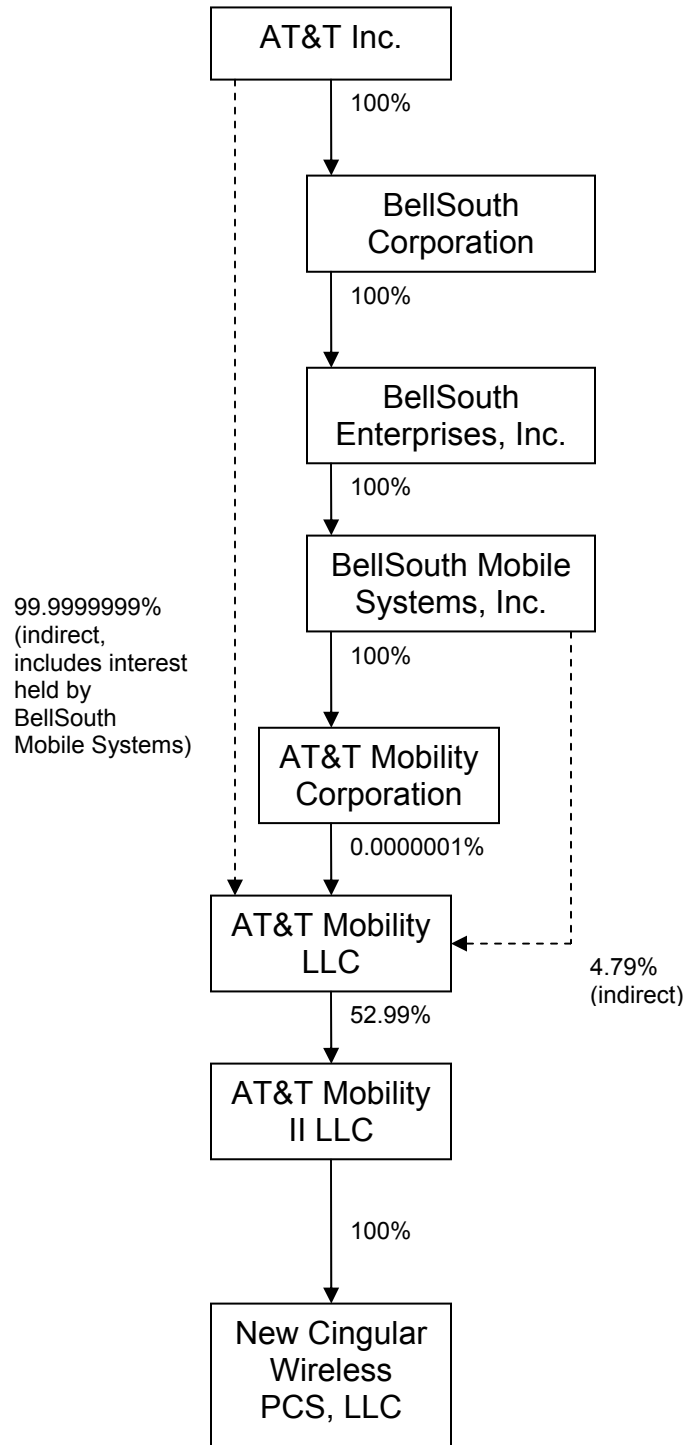 AT&T Inc.
100%
BellSouth
Corporation
100%
BellSouth
Enterprises, Inc.
100%
BellSouth Mobile
Systems, Inc.
99.9999999%
(indirect,
includes interest
held by
BellSouth
Mobile Systems)
100%
AT&T Mobility
Corporation
0.0000001%
AT&T Mobility
LLC
4.79%
(indirect)
52.99%
AT&T Mobility
II LLC
100%
New Cingular
Wireless
PCS, LLC